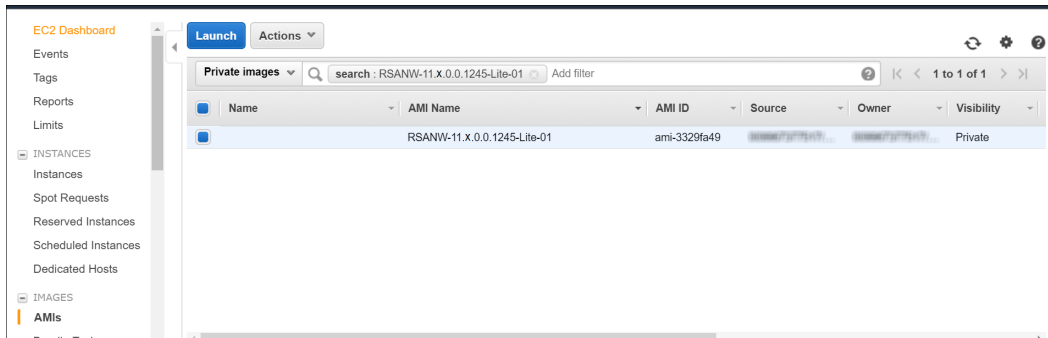 EC2 Dashboard
Events
Tags
Reports
Limits
INSTANCES
Instances
Spot Requests
Reserved Instances
Scheduled Instances
Dedicated Hosts
IMAGES
AMIs
Launch Actions
Private images search : RSANW-11.x.0.0.1245-Lite-01 Add filter 1 to 1 of 1
Name AMI Name AMI ID Source Owner Visibility
RSANW-11.x.0.0.1245-Lite-01 ami-3329fa49 Private